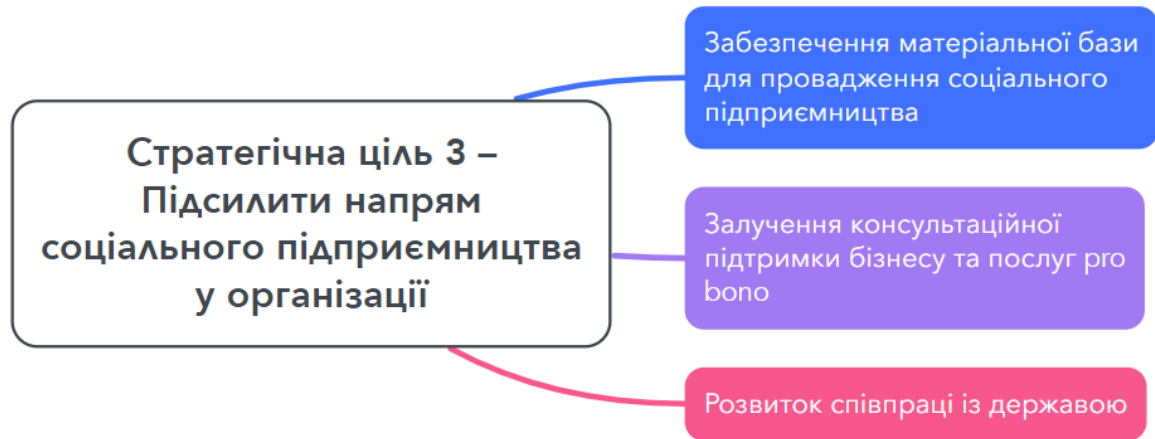 Стратегічна ціль 3 –
Підсилити напрям
соціального підприємництва
у організації
Забезпечення матеріальної бази
для провадження соціального
підприємництва
Залучення консультаційної
підтримки бізнесу та послуг pro
bono
Розвиток співпраці із державою